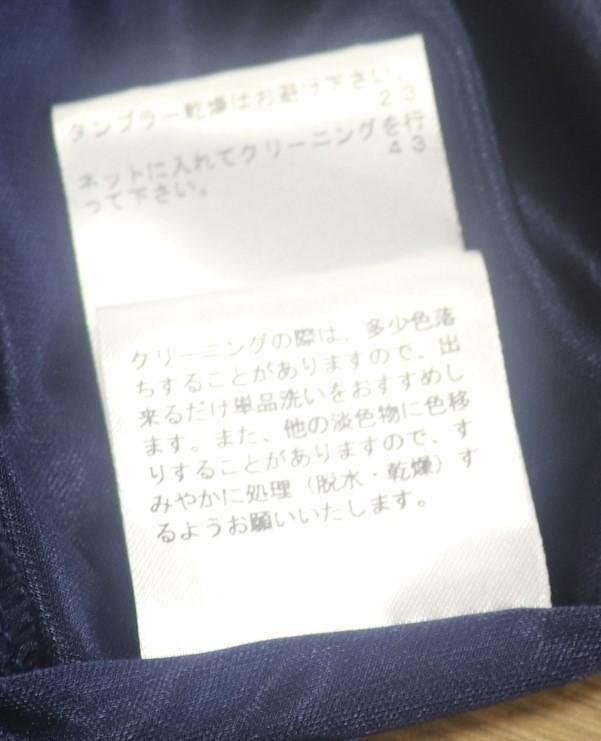 タンブラー乾燥はお避け下さい。
23
ネットに入れてクリーニングを行
って下さい。
43
クリーニングの際は、多少色落
ちすることがありますので、出
来るだけ単品洗いをおすすめし
ます。また、他の淡色物に色移
りすることがありますので、す
みやかに処理（脱水・乾燥）す
るようお願いいたします。